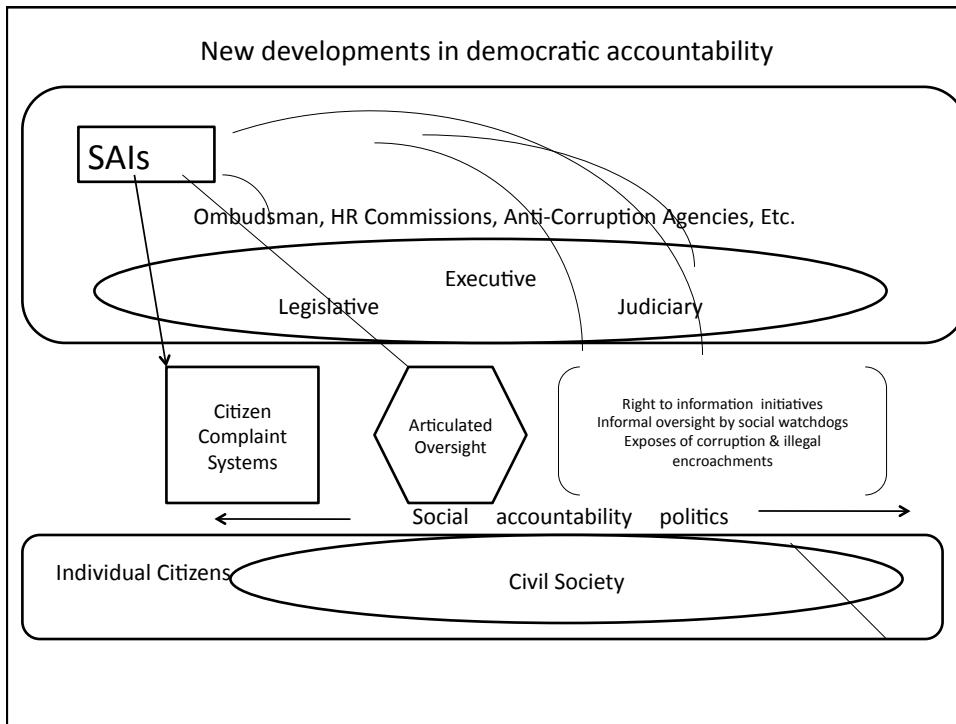 New developments in democratic accountability
SAIs
Ombudsman, HR Commissions, Anti-Corruption Agencies, Etc.
Executive
Legislative
Judiciary
Citizen
Complaint
Systems
Articulated
Oversight
Right to information initiatives
Informal oversight by social watchdogs
Exposes of corruption & illegal
encroachments
Social accountability politics
Individual Citizens
Civil Society